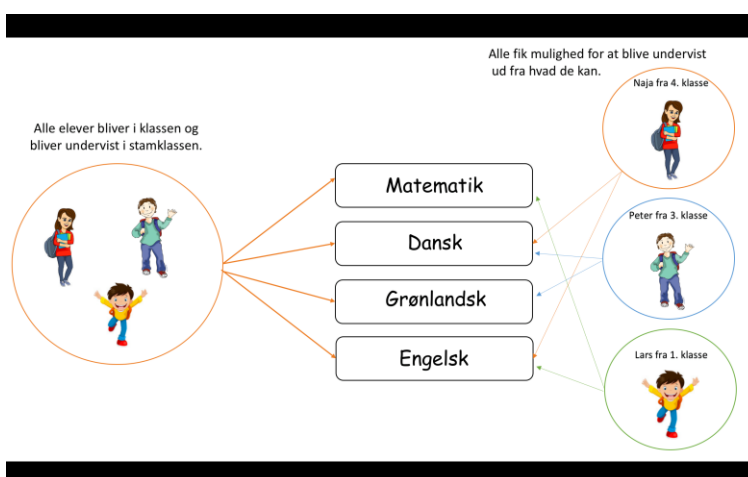 Alle fik mulighed for at blive undervist
ud fra hvad de kan.
Naja fra 4. klasse
Alle elever bliver i klassen og
bliver undervist i stamklassen.
Matematik
Dansk
Grønlandsk
Engelsk
Peter fra 3. klasse
Lars fra 1. klasse